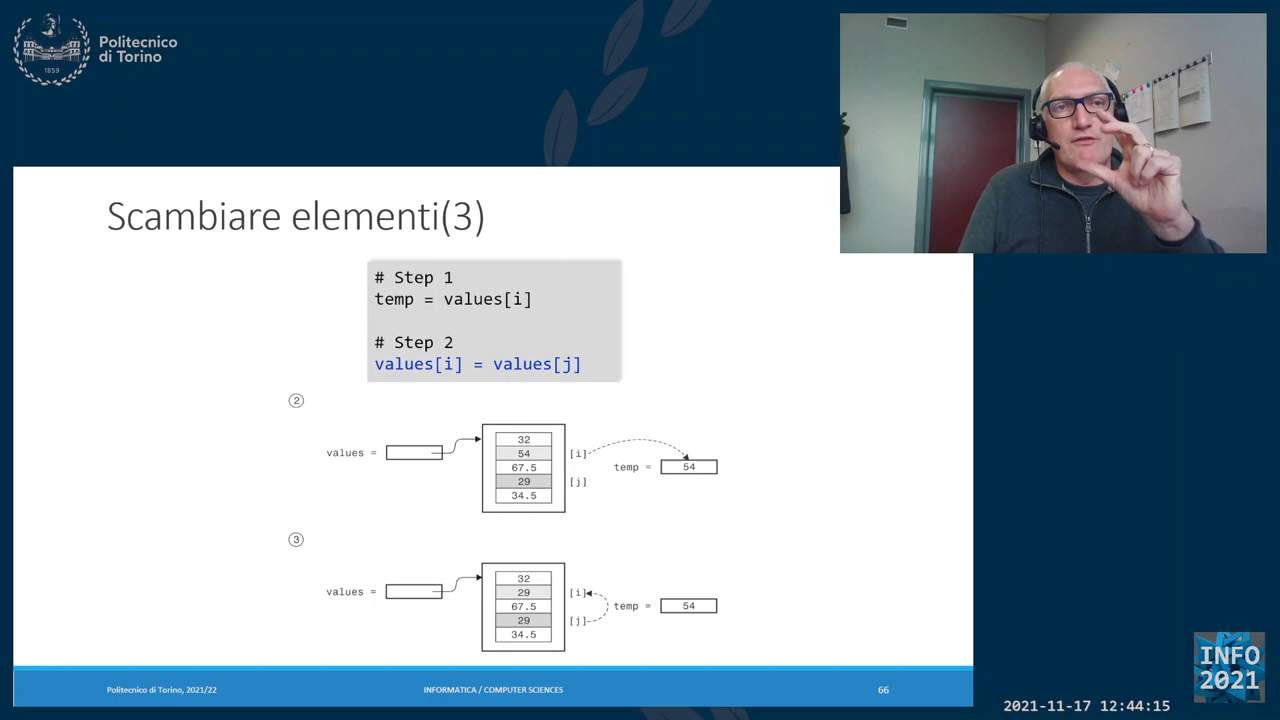 Politecnico
di Torino
1859
Scambiare elementi(3)
# Step 1
temp = values[i]
# Step 2
values[i] = values[j]
②
32
values =
54
[i]
67.5
temp =
54
29
[j]
34.5
③
32
values =
29
[i]
67.5
temp =
54
29
[j]
34.5
Politecnico di Torino, 2021/22
INFORMATICA / COMPUTER SCIENCES
66
INFO
2021
2021-11-17 12:44:15